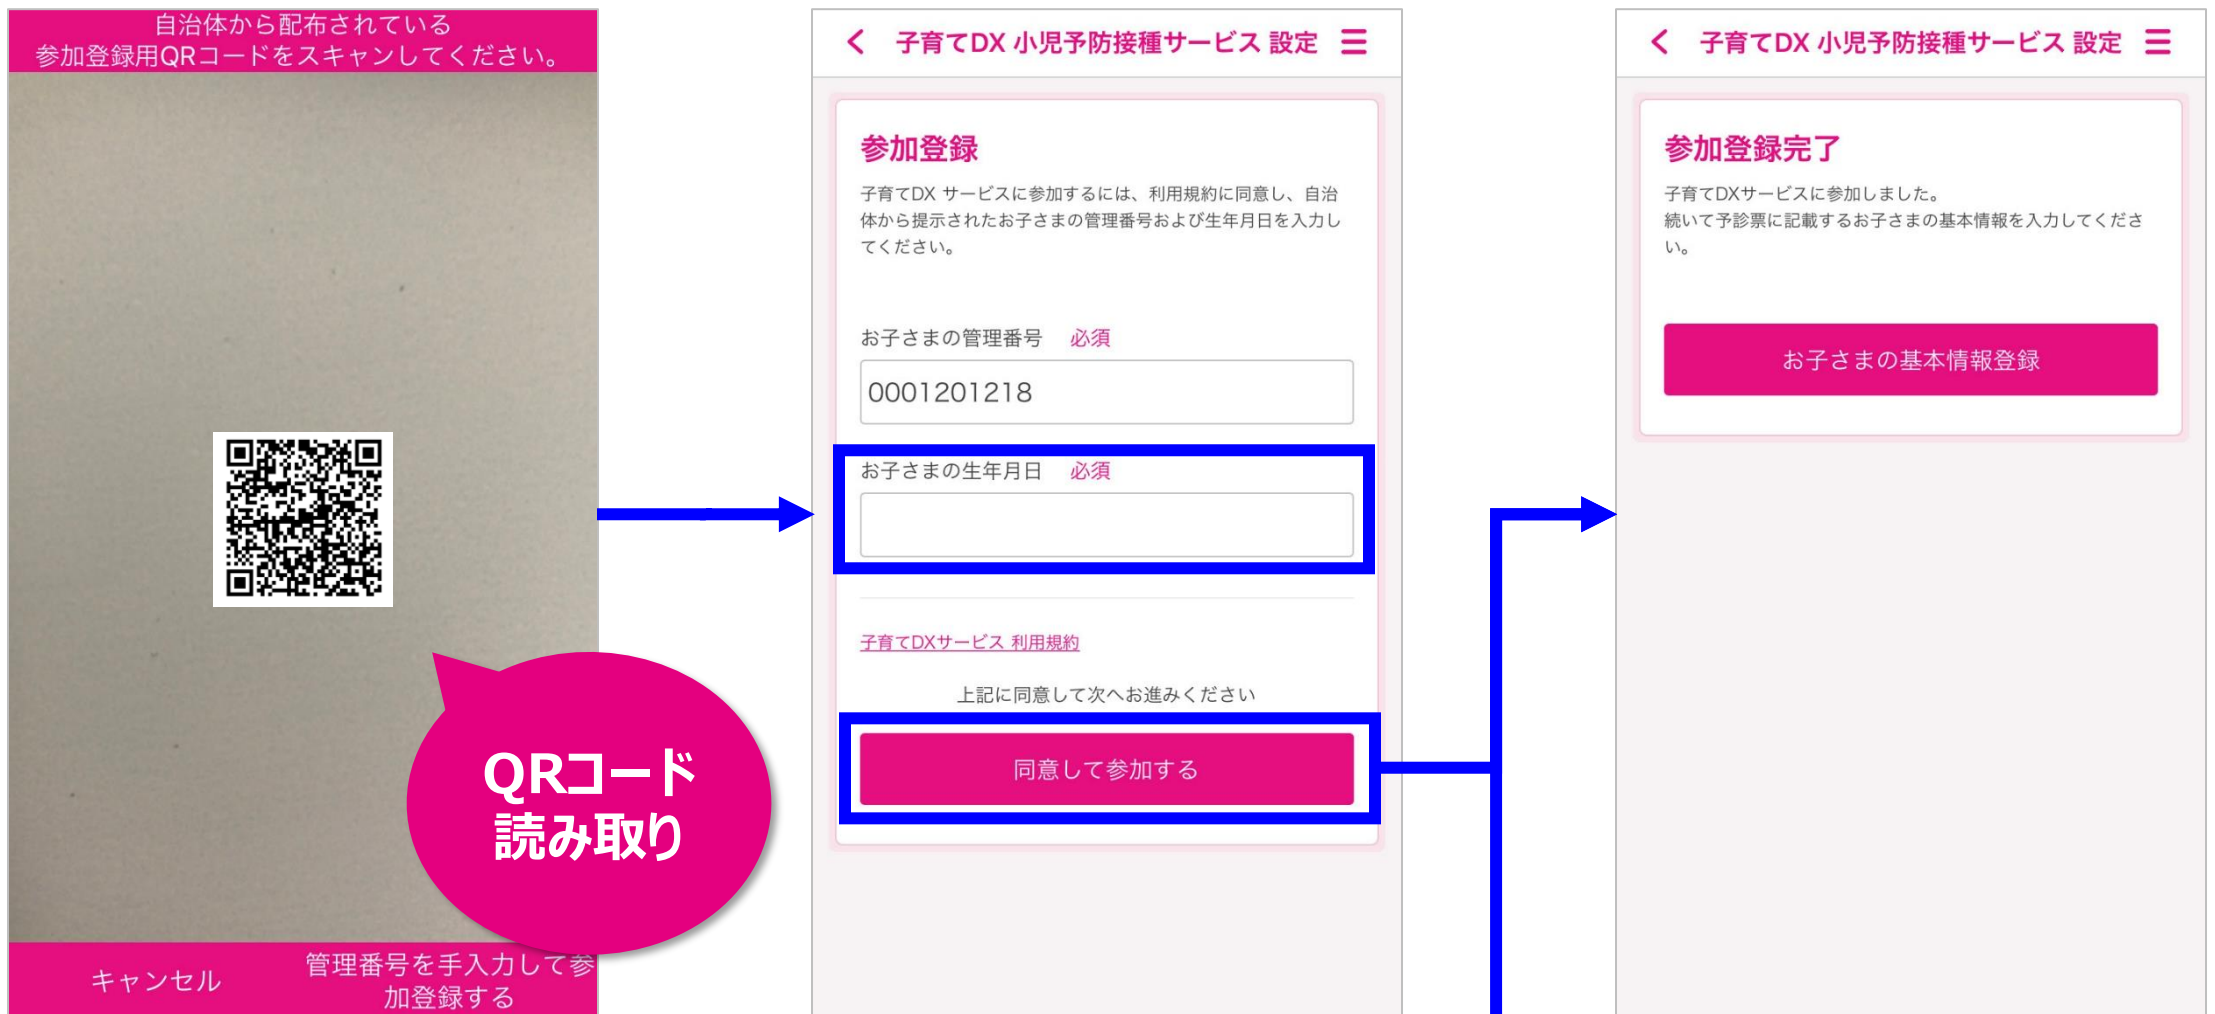 自治体から配布されている
参加登録用QRコードをスキャンしてください。
QRコード
読み取り
キャンセル
管理番号を手入力して参
加登録する
子育てDX 小児予防接種サービス 設定
参加登録
子育てDX サービスに参加するには、利用規約に同意し、自治
体から提示されたお子さまの管理番号および生年月日を入力し
てください。
お子さまの管理番号 必須
0001201218
お子さまの生年月日 必須
子育てDXサービス 利用規約
上記に同意して次へお進みください
同意して参加する
子育てDX 小児予防接種サービス 設定
参加登録完了
子育てDXサービスに参加しました。
続いて予診票に記載するお子さまの基本情報を入力してくださ
い。
お子さまの基本情報登録